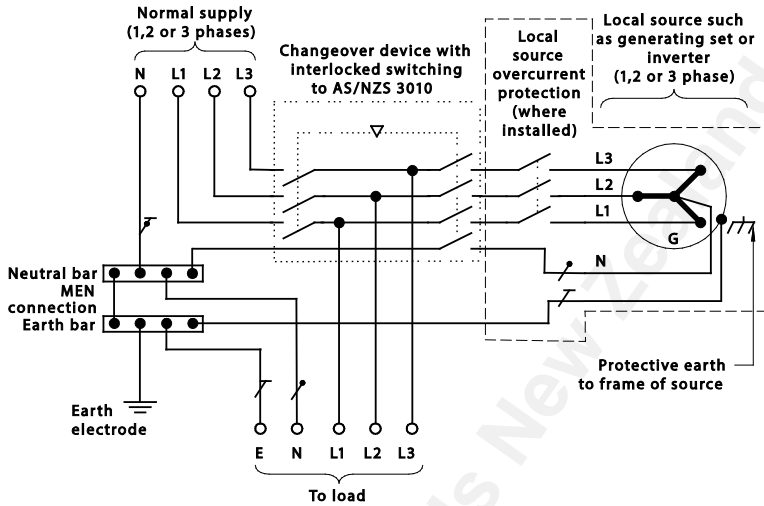 Normal supply
(1,2 or 3 phases)
N L1 L2 L3
Changeover device with
interlocked switching
to AS/NZS 3010
Local
source
overcurrent
protection
(where
installed)
Local source such
as generating set or
inverter
(1,2 or 3 phase)
L3
L2
L1
G
N
Neutral bar
MEN
connection
Earth bar
Earth
electrode
Protective earth
to frame of source
E N L1 L2 L3
To load
ds New Zealand